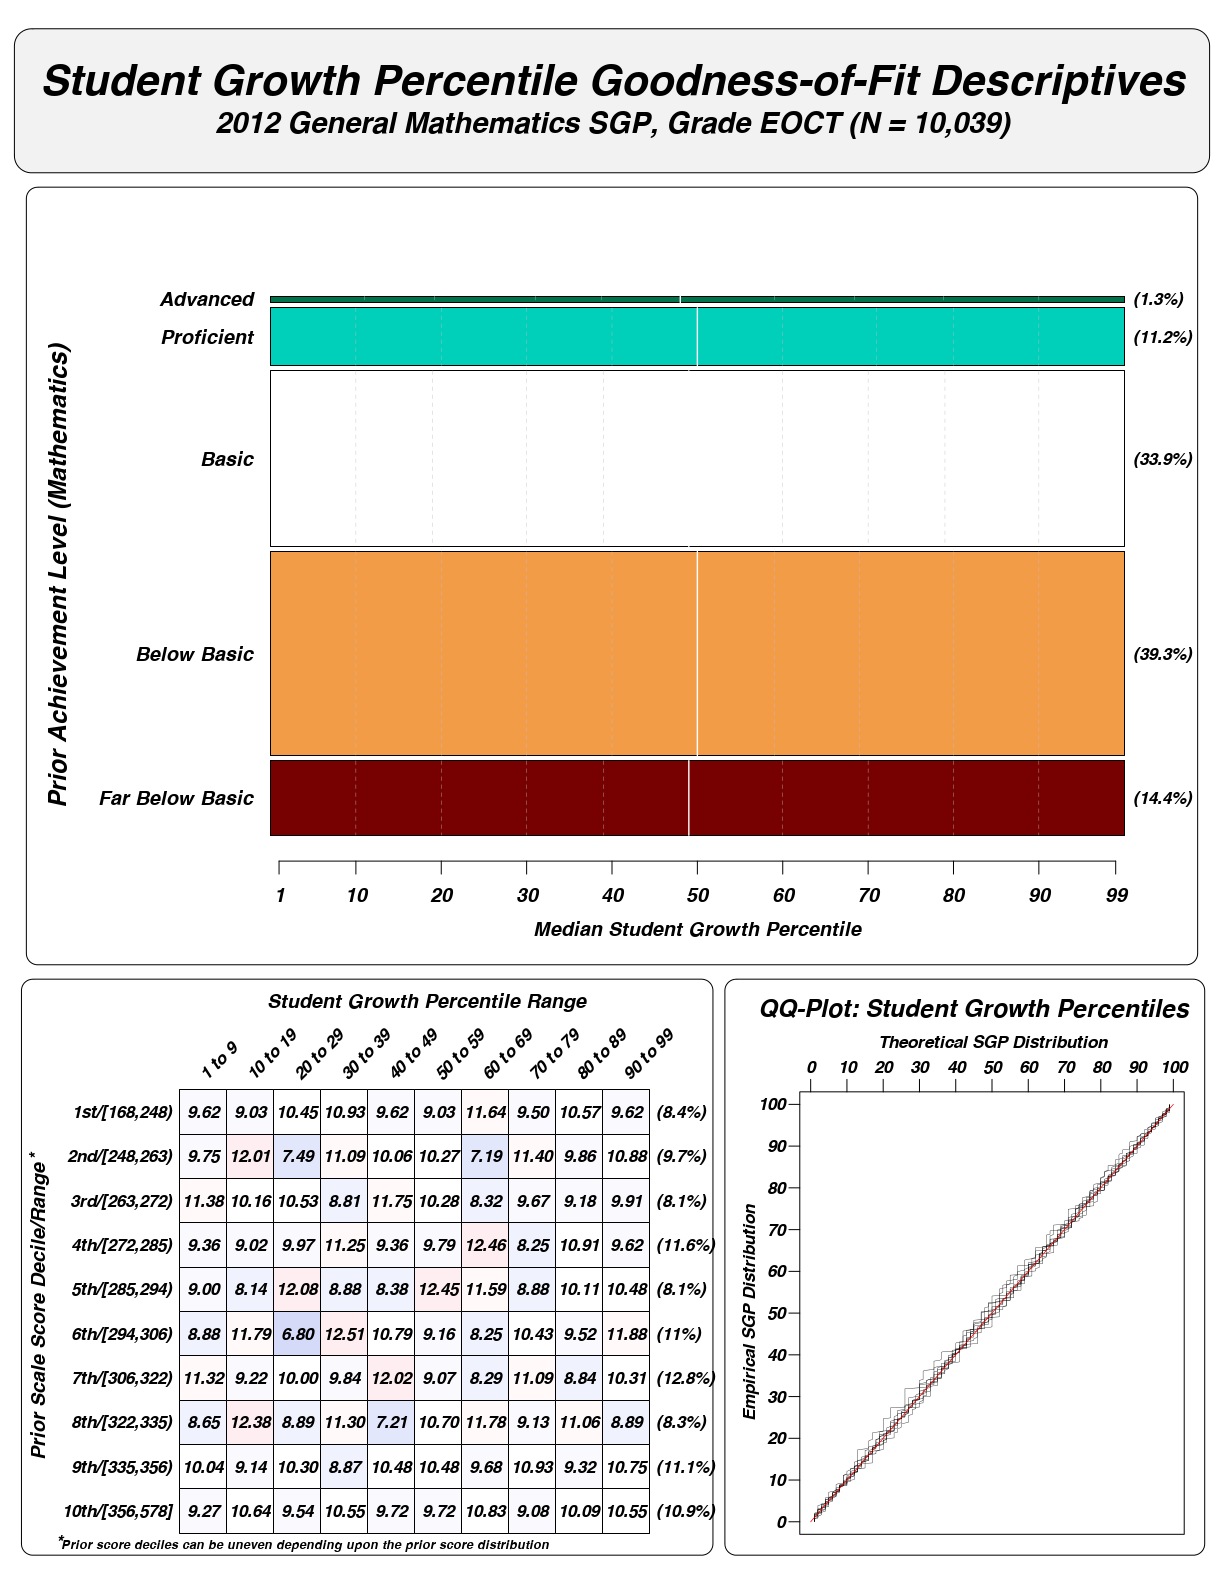 Student Growth Percentile Goodness-of-Fit Descriptives
2012 General Mathematics SGP, Grade EOCT (N = 10,039)
Prior Achievement Level (Mathematics)
Advanced (1.3%)
Proficient (11.2%)
Basic (33.9%)
Below Basic (39.3%)
Far Below Basic (14.4%)
1 10 20 30 40 50 60 70 80 90 99
Median Student Growth Percentile
Student Growth Percentile Range
1 to 9 10 to 19 20 to 29 30 to 39 40 to 49 50 to 59 60 to 69 70 to 79 80 to 89 90 to 99
Prior Scale Score Decile/Range*
1st/[168,248) 9.62 9.03 10.45 10.93 9.62 9.03 11.64 9.50 10.57 9.62 (8.4%)
2nd/[248,263) 9.75 12.01 7.49 11.09 10.06 10.27 7.19 11.40 9.86 10.88 (9.7%)
3rd/[263,272) 11.38 10.16 10.53 8.81 11.75 10.28 8.32 9.67 9.18 9.91 (8.1%)
4th/[272,285) 9.36 9.02 9.97 11.25 9.36 9.79 12.46 8.25 10.91 9.62 (11.6%)
5th/[285,294) 9.00 8.14 12.08 8.88 8.38 12.45 11.59 8.88 10.11 10.48 (8.1%)
6th/[294,306) 8.88 11.79 6.80 12.51 10.79 9.16 8.25 10.43 9.52 11.88 (11%)
7th/[306,322) 11.32 9.22 10.00 9.84 12.02 9.07 8.29 11.09 8.84 10.31 (12.8%)
8th/[322,335) 8.65 12.38 8.89 11.30 7.21 10.70 11.78 9.13 11.06 8.89 (8.3%)
9th/[335,356) 10.04 9.14 10.30 8.87 10.48 10.48 9.68 10.93 9.32 10.75 (11.1%)
10th/[356,578] 9.27 10.64 9.54 10.55 9.72 9.72 10.83 9.08 10.09 10.55 (10.9%)
*Prior score deciles can be uneven depending upon the prior score distribution
QQ-Plot: Student Growth Percentiles
Theoretical SGP Distribution
0 10 20 30 40 50 60 70 80 90 100
Empirical SGP Distribution
100
90
80
70
60
50
40
30
20
10
0